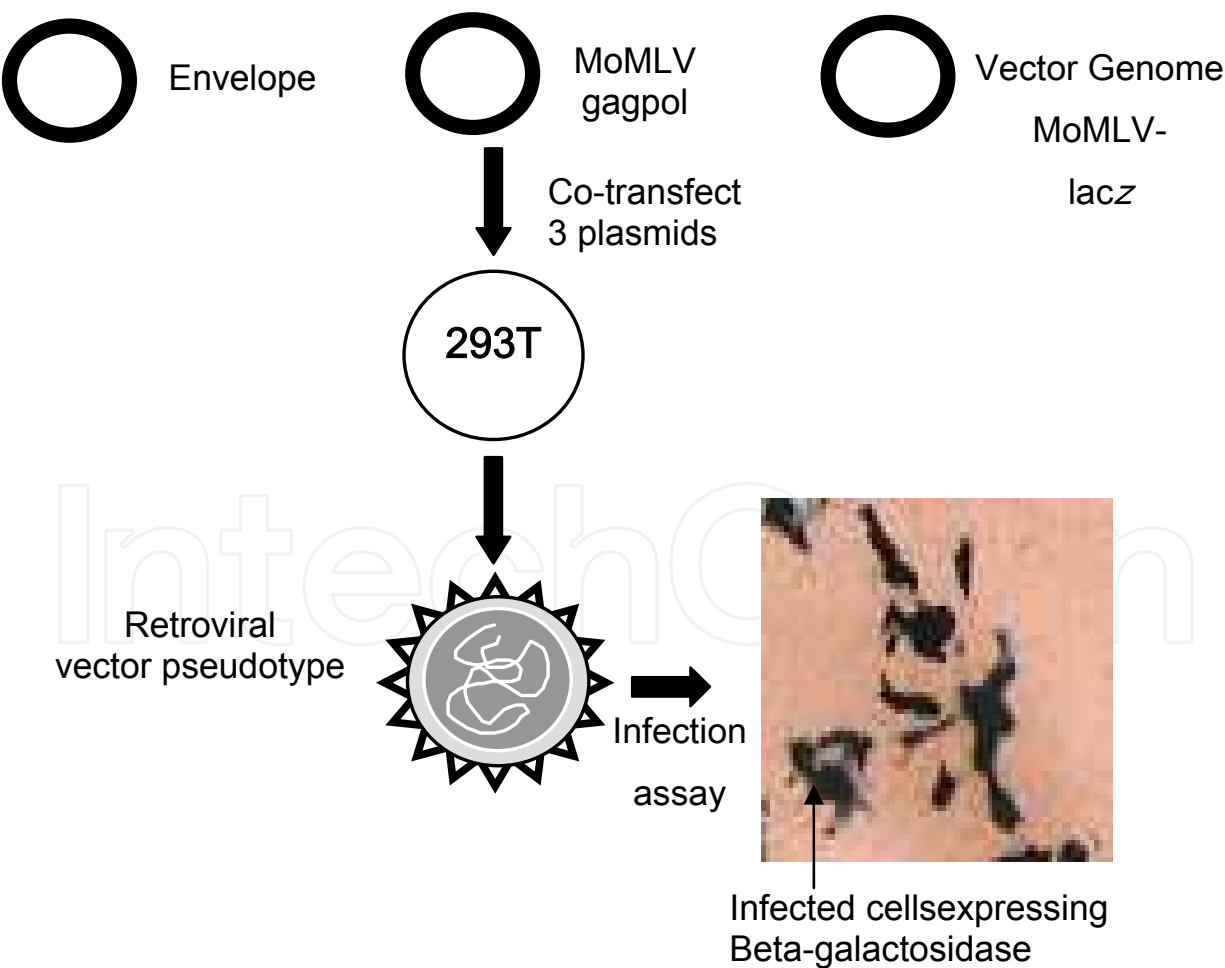 Envelope
MoMLV
gagpol
Vector Genome
MoMLV-
lacz
Co-transfect
3 plasmids
293T
IntechOpen
Retroviral
vector pseudotype
Infection
assay
Infected cellsexpressing
Beta-galactosidase